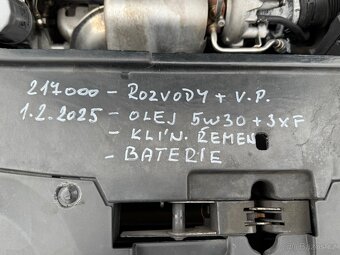 217000 - ROZVODY + V.P.
1.2.2025 - OLEJ 5W30 + 3XF
- KLÍN. ŘEMEN
- BATERIE